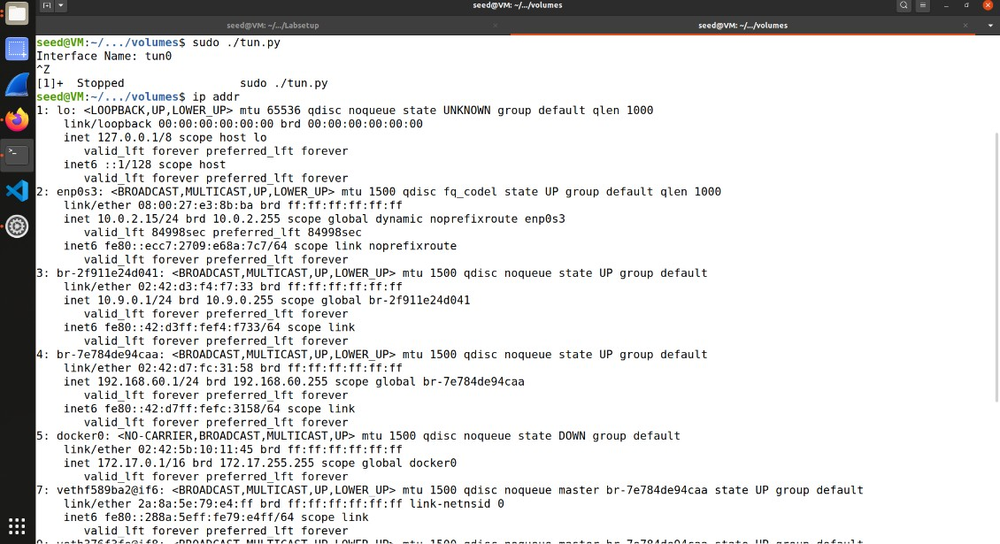 seed@VM: ~/.../volumes
seed@VM: ~/.../Labsetup
seed@VM: ~/.../volumes
seed@VM:~/.../volumes$ sudo ./tun.py
Interface Name: tun0
^Z
[1]+  Stopped                 sudo ./tun.py
seed@VM:~/.../volumes$ ip addr
1: lo: <LOOPBACK,UP,LOWER_UP> mtu 65536 qdisc noqueue state UNKNOWN group default qlen 1000
    link/loopback 00:00:00:00:00:00 brd 00:00:00:00:00:00
    inet 127.0.0.1/8 scope host lo
       valid_lft forever preferred_lft forever
    inet6 ::1/128 scope host
       valid_lft forever preferred_lft forever
2: enp0s3: <BROADCAST,MULTICAST,UP,LOWER_UP> mtu 1500 qdisc fq_codel state UP group default qlen 1000
    link/ether 08:00:27:e3:8b:ba brd ff:ff:ff:ff:ff:ff
    inet 10.0.2.15/24 brd 10.0.2.255 scope global dynamic noprefixroute enp0s3
       valid_lft 84998sec preferred_lft 84998sec
    inet6 fe80::ecc7:2709:e68a:7c7/64 scope link noprefixroute
       valid_lft forever preferred_lft forever
3: br-2f911e24d041: <BROADCAST,MULTICAST,UP,LOWER_UP> mtu 1500 qdisc noqueue state UP group default
    link/ether 02:42:d3:f4:f7:33 brd ff:ff:ff:ff:ff:ff
    inet 10.9.0.1/24 brd 10.9.0.255 scope global br-2f911e24d041
       valid_lft forever preferred_lft forever
    inet6 fe80::42:d3ff:fef4:f733/64 scope link
       valid_lft forever preferred_lft forever
4: br-7e784de94caa: <BROADCAST,MULTICAST,UP,LOWER_UP> mtu 1500 qdisc noqueue state UP group default
    link/ether 02:42:d7:fc:31:58 brd ff:ff:ff:ff:ff:ff
    inet 192.168.60.1/24 brd 192.168.60.255 scope global br-7e784de94caa
       valid_lft forever preferred_lft forever
    inet6 fe80::42:d7ff:fefc:3158/64 scope link
       valid_lft forever preferred_lft forever
5: docker0: <NO-CARRIER,BROADCAST,MULTICAST,UP> mtu 1500 qdisc noqueue state DOWN group default
    link/ether 02:42:5b:10:11:45 brd ff:ff:ff:ff:ff:ff
    inet 172.17.0.1/16 brd 172.17.255.255 scope global docker0
       valid_lft forever preferred_lft forever
7: vethf589ba2@if6: <BROADCAST,MULTICAST,UP,LOWER_UP> mtu 1500 qdisc noqueue master br-7e784de94caa state UP group default
    link/ether 2a:8a:5e:79:e4:ff brd ff:ff:ff:ff:ff:ff link-netnsid 0
    inet6 fe80::288a:5eff:fe79:e4ff/64 scope link
       valid_lft forever preferred_lft forever